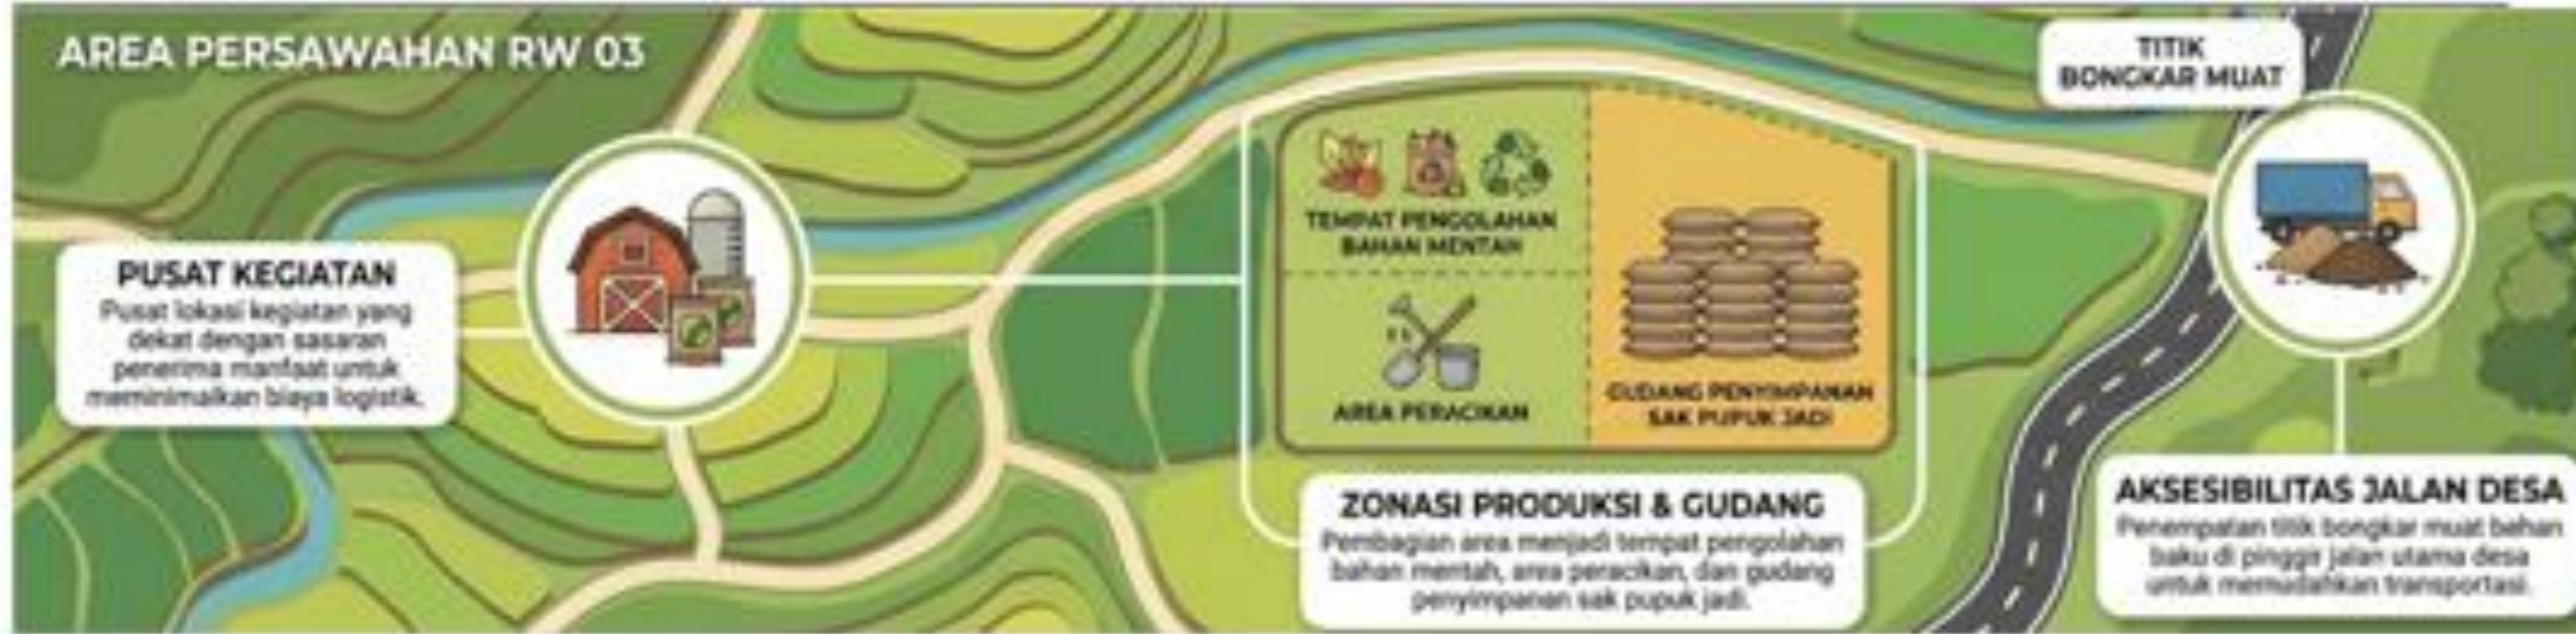 AREA PERSAWAHAN RW 03
PUSAT KEGIATAN
Pusat lokasi kegiatan yang
dekat dengan sasaran
penerima manfaat untuk
meminimalkan biaya logistik.
TEMPAT PENGOLAHAN
BAHAN MENTAH
AREA PERACIKAN
GUDANG PENYIMPANAN
SAK PUPUK JADI
ZONASI PRODUKSI & GUDANG
Pembagian area menjadi tempat pengolahan
bahan mentah, area peracikan, dan gudang
penyimpanan sak pupuk jadi.
TITIK
BONGKAR MUAT
AKSESIBILITAS JALAN DESA
Penempatan titik bongkar muat bahan
baku di pinggir jalan utama desa
untuk memudahkan transportasi.